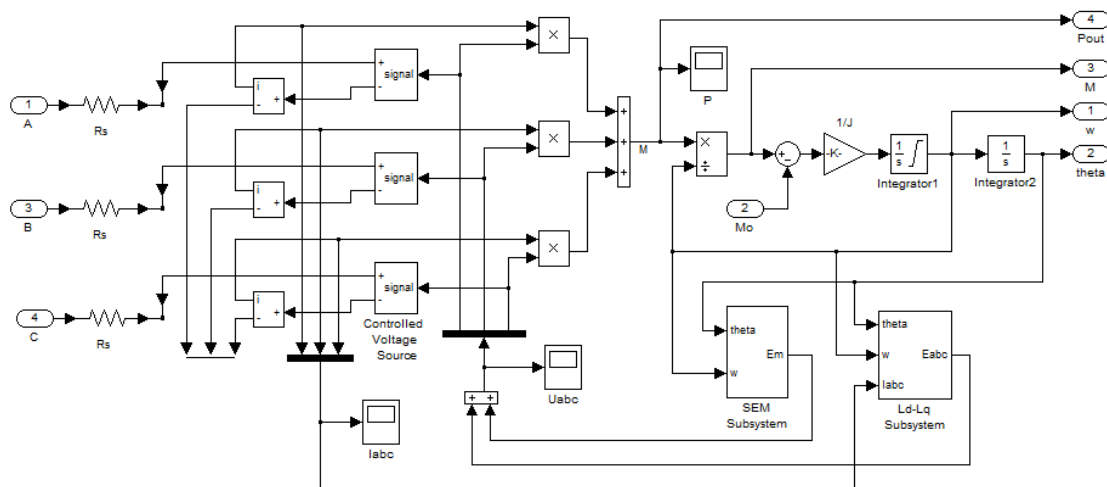 4
Pout
3
M
1
w
2
theta
P
×
i
+
-
+
signal
-
1
A
Rs
+
+
+
M
×
÷
1/J
-K-
1
s
Integrator1
1
s
Integrator2
+
-
2
Mo
×
i
+
-
+
signal
-
3
B
Rs
×
i
+
-
+
signal
-
4
C
Rs
Controlled
Voltage
Source
theta
Em
w
SEM
Subsystem
theta
w
Eabc
Iabc
Ld-Lq
Subsystem
Uabc
+ +
Iabc